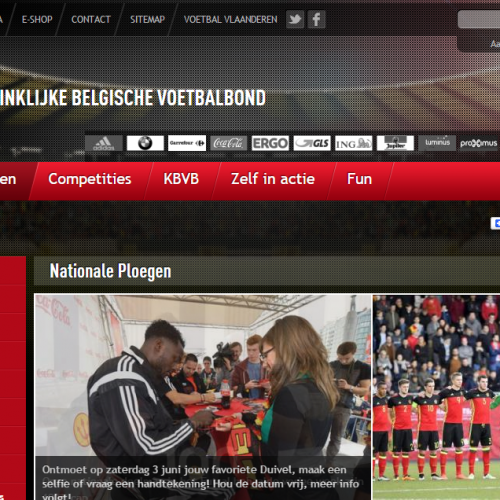 A E-SHOP CONTACT SITEMAP VOETBAL VLAANDEREN
Aa
INKLIJKE BELGISCHE VOETBALBOND
adidas Carrefour Coca-Cola ERGO GLS ING Jupiler luminus proximus
en Competities KBVB Zelf in actie Fun
Nationale Ploegen
Ontmoet op zaterdag 3 juni jouw favoriete Duivel, maak een
selfie of vraag een handtekening! Hou de datum vrij, meer info
volgt!